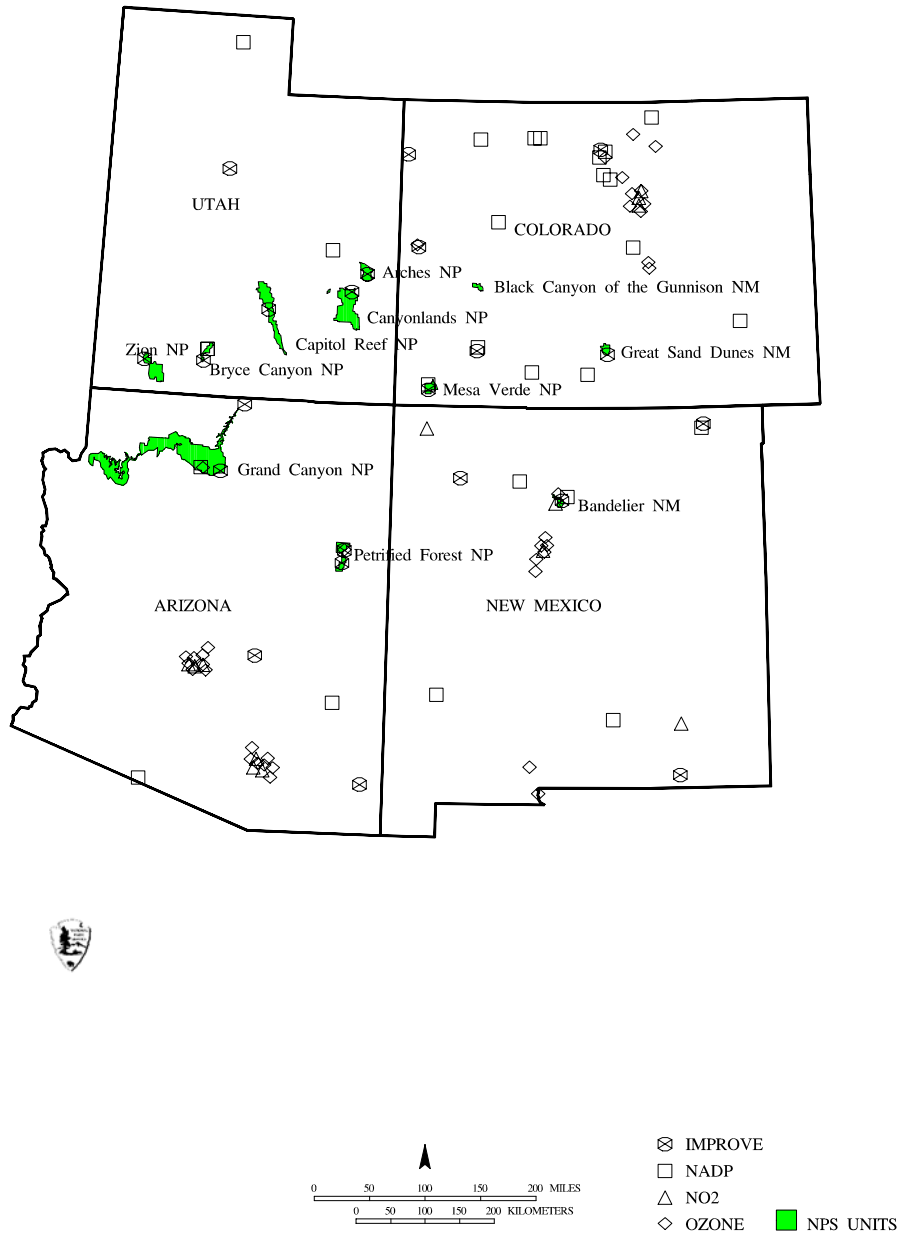 UTAH
COLORADO
Arches NP
Black Canyon of the Gunnison NM
Canyonlands NP
Capitol Reef NP
Zion NP
Great Sand Dunes NM
Bryce Canyon NP
Mesa Verde NP
Grand Canyon NP
Bandelier NM
Petrified Forest NP
ARIZONA
NEW MEXICO
IMPROVE
NADP
NO2
OZONE
NPS UNITS
0 50 100 150 200 MILES
0 50 100 150 200 KILOMETERS